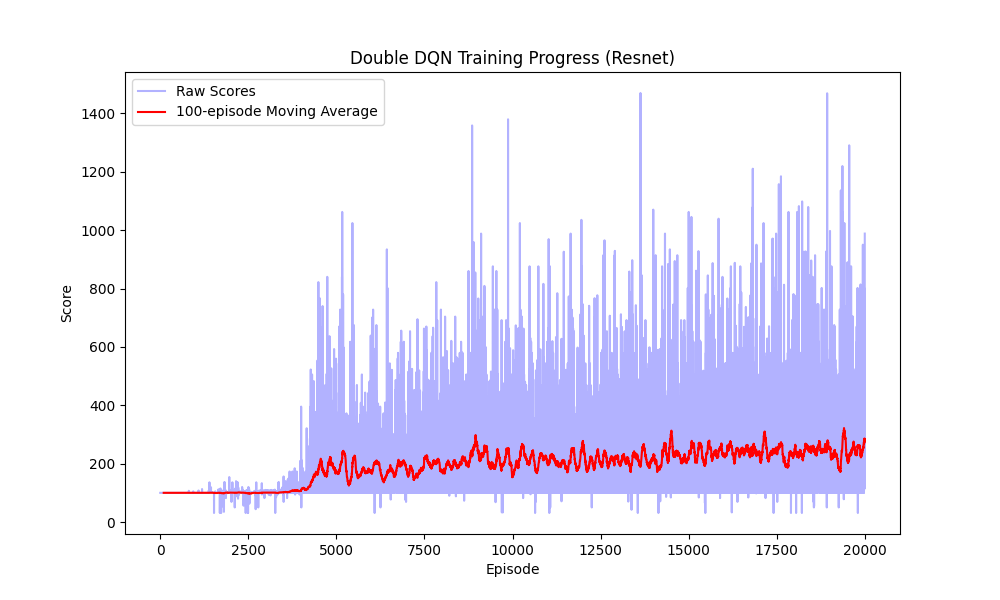 Double DQN Training Progress (Resnet)
Raw Scores
100-episode Moving Average
Score
1400
1200
1000
800
600
400
200
0
0 2500 5000 7500 10000 12500 15000 17500 20000
Episode